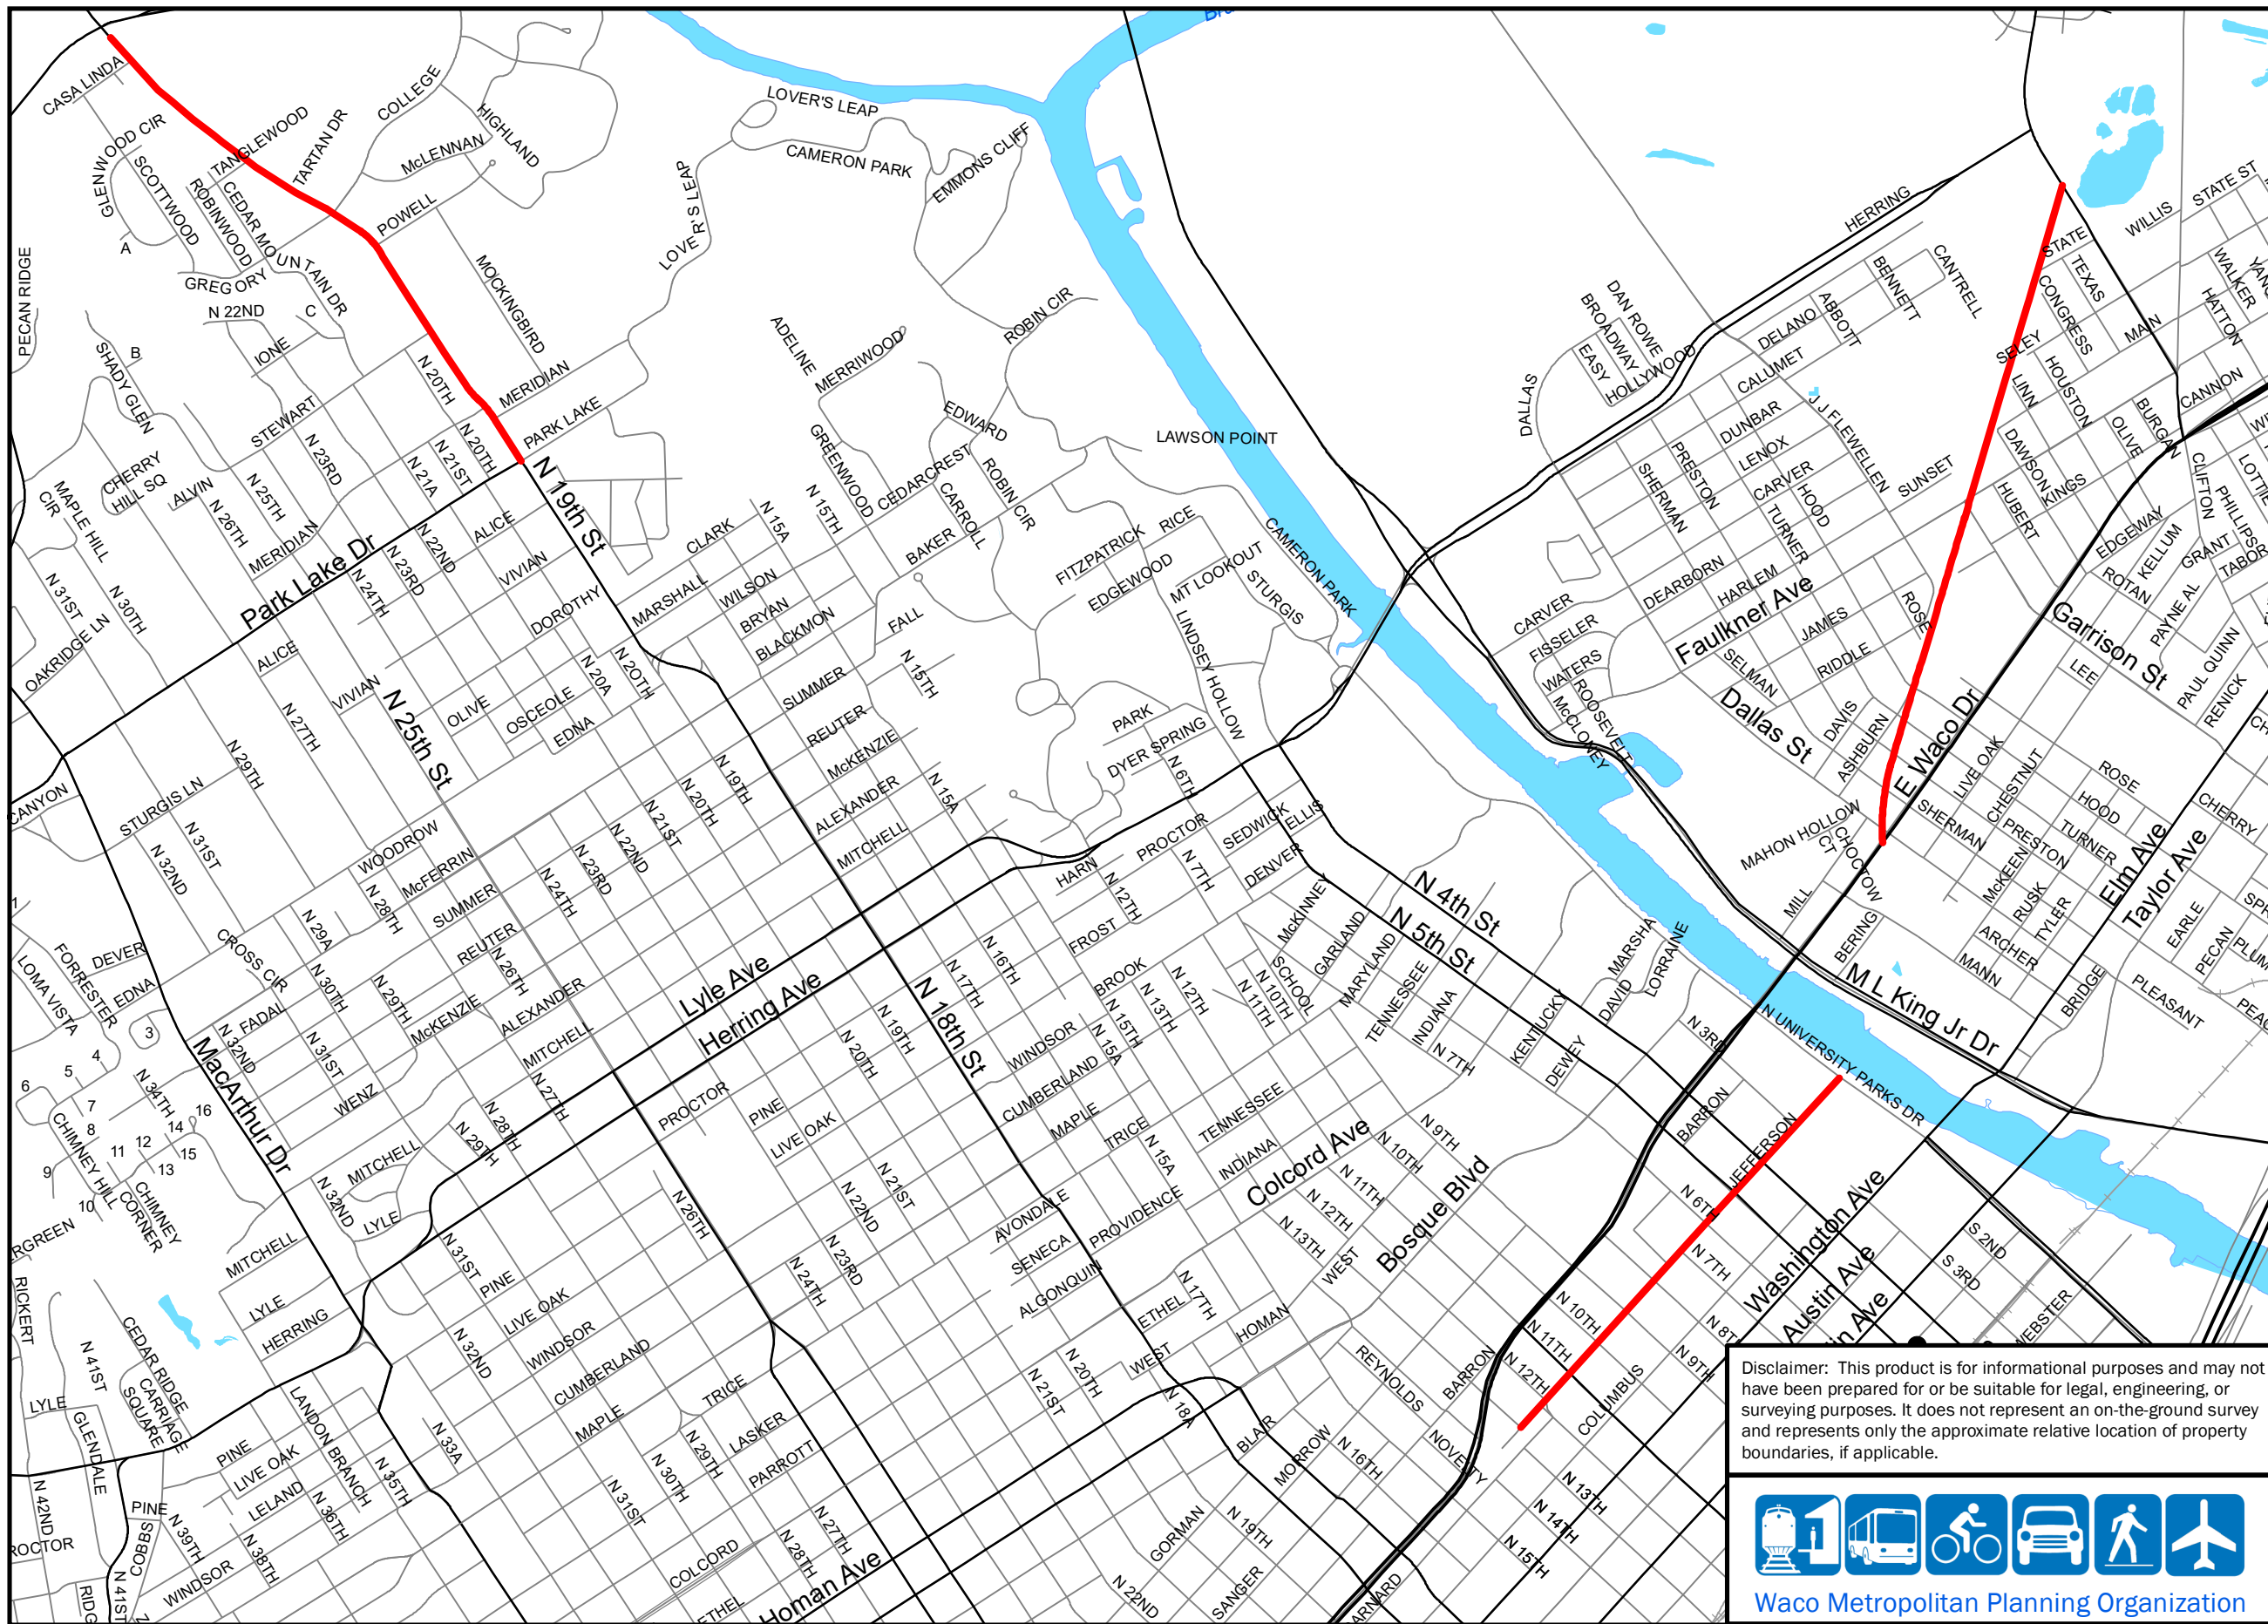 CASA LINDA
GLENWOOD CIR
SCOTTWOOD
ROBINWOOD
TANGLEWOOD
CEDAR MOUNTAIN DR
TARTAN DR
COLLEGE
McLENNAN
HIGHLAND
POWELL
A
GREGORY
N 22ND
C
IONE
B
PECAN RIDGE
SHADY GLEN
MOCKINGBIRD
LOVER'S LEAP
LOVER'S LEAP
CAMERON PARK
EMMONS CLIFF
ROBIN CIR
ADELINE
MERRIWOOD
EDWARD
GREENWOOD
CEDARCREST
CARROLL
ROBIN CIR
BAKER
LAWSON POINT
MERIDIAN
PARK LAKE
N 20TH
N 20TH
STEWART
N 23RD
N 21A
N 21ST
N 25TH
N 26TH
ALVIN
CHERRY
HILL SQ
MAPLE HILL
CIR
MERIDIAN
Park Lake Dr
N 19th St
ALICE
N 22ND
VIVIAN
N 23RD
N 24TH
DOROTHY
N 31ST
N 30TH
OAKRIDGE LN
ALICE
VIVIAN
N 25th St
OLIVE
OSCEOLE
EDNA
N 20A
N 20TH
N 27TH
N 29TH
CLARK
N 15A
N 15TH
MARSHALL
WILSON
BRYAN
BLACKMON
FALL
SUMMER
N 15TH
REUTER
McKENZIE
ALEXANDER
N 15A
MITCHELL
FITZPATRICK
RICE
EDGEWOOD
MT LOOKOUT
STURGIS
CAMERON PARK
LINDSEY HOLLOW
PARK
DYER SPRING
N 6TH
PROCTOR
SEDWICK
ELLIS
DENVER
N 7TH
HARN
N 12TH
FROST
HERRING
DALLAS
EASY
BROADWAY
DAN ROWE
HOLLYWOOD
DELANO
ABBOTT
BENNETT
CANTRELL
CALUMET
DUNBAR
J J FLEWELLEN
LENOX
PRESTON
SHERMAN
CARVER
HOOD
TURNER
SUNSET
DEARBORN
HARLEM
Faulkner Ave
JAMES
ROSE
RIDDLE
SELMAN
Dallas St
DAVIS
ASHBURN
CARVER
FISSELER
WATERS
ROOSEVELT
McCLONEY
STATE
TEXAS
CONGRESS
WILLIS
STATE ST
WALKER
HATTON
MAIN
SELEY
LINN
HOUSTON
OLIVE
BURGAN
CANNON
DAWSON
KINGS
HUBERT
CLIFTON
PHILLIPS
EDGEWAY
KELLUM
ROTAN
GRANT
TABOR
PAYNE AL
Garrison St
LEE
PAUL QUINN
RENICK
E Waco Dr
LIVE OAK
CHESTNUT
ROSE
HOOD
TURNER
SHERMAN
PRESTON
McKEEN
RUSK
TYLER
ARCHER
MANN
Elm Ave
Taylor Ave
CHERRY
EARLE
PECAN
PLEASANT
BRIDGE
MAHON HOLLOW
CHOCTOW
CT
MILL
BERING
M L King Jr Dr
N UNIVERSITY PARKS DR
CANYON
STURGIS LN
N 31ST
N 32ND
WOODROW
McFERRIN
N 28TH
SUMMER
REUTER
N 19TH
N 20TH
N 21ST
N 22ND
N 23RD
N 24TH
N 26TH
N 29A
CROSS CIR
N 30TH
N 29TH
McKENZIE
ALEXANDER
MITCHELL
DEVER
EDNA
FORRESTER
LOMA VISTA
3
4
5
6
7
8
9
10
11
12
13
14
15
16
N 34TH
CHIMNEY HILL
CHIMNEY
CORNER
FADAL
N 32ND
N 31ST
WENZ
MacArthur Dr
MITCHELL
N 32ND
LYLE
N 27TH
N 28TH
N 29TH
Lyle Ave
Herring Ave
N 18th St
N 16TH
N 17TH
BROOK
N 15TH
N 13TH
N 12TH
N 15A
N 10TH
N 11TH
SCHOOL
McKINNEY
GARLAND
MARYLAND
TENNESSEE
INDIANA
N 4th St
N 5th St
N 7TH
KENTUCKY
DEWEY
DAVID
MARSHA
LORRAINE
N 3RD
WINDSOR
CUMBERLAND
MAPLE
TRICE
N 15A
TENNESSEE
INDIANA
Colcord Ave
N 9TH
N 10TH
N 11TH
N 12TH
N 13TH
WEST
Bosque Blvd
PROCTOR
PINE
LIVE OAK
N 19TH
N 20TH
N 21ST
N 22ND
N 23RD
N 24TH
N 26TH
AVONDALE
SENECA
PROVIDENCE
ALGONQUIN
ETHEL
N 17TH
HOMAN
WEST
N 18A
N 20TH
N 21ST
MITCHELL
LYLE
HERRING
N 31ST
PINE
LIVE OAK
WINDSOR
N 32ND
CUMBERLAND
MAPLE
TRICE
LASKER
PARROTT
N 33A
N 29TH
N 30TH
N 31ST
N 27TH
N 28TH
COLCORD
Homan Ave
RICKERT
N 41ST
CEDAR RIDGE
CARRIAGE
SQUARE
LYLE
GLENDALE
N 42ND
PINE
LIVE OAK
LELAND
LANDON BRANCH
N 35TH
N 36TH
N 38TH
N 39TH
WINDSOR
PINE
COBBS
N 41ST
REYNOLDS
BARRON
NOVELTY
BLAIR
MORROW
N 16TH
GORMAN
N 19TH
SANGER
N 22ND
BARRON
JEFFERSON
N 6TH
N 7TH
N 8TH
N 9TH
N 10TH
N 11TH
N 12TH
COLUMBUS
N 13TH
N 14TH
N 15TH
Washington Ave
Austin Ave
S 2ND
S 3RD
WEBSTER
Disclaimer: This product is for informational purposes and may not
have been prepared for or be suitable for legal, engineering, or
surveying purposes. It does not represent an on-the-ground survey
and represents only the approximate relative location of property
boundaries, if applicable.
Waco Metropolitan Planning Organization